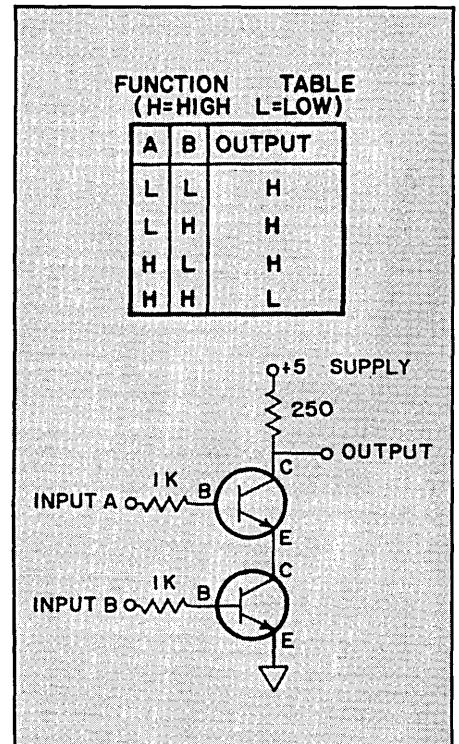 FUNCTION TABLE
(H=HIGH L=LOW)
A B OUTPUT
L L H
L H H
H L H
H H L
+5 SUPPLY
250
C OUTPUT
1K
INPUT A B
E
C
1K
INPUT B B
E